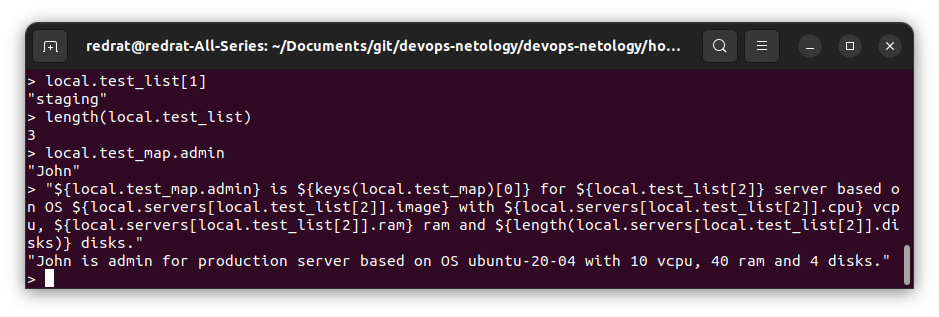 redrat@redrat-All-Series: ~/Documents/git/devops-netology/devops-netology/ho...
> local.test_list[1]
"staging"
> length(local.test_list)
3
> local.test_map.admin
"John"
> "${local.test_map.admin} is ${keys(local.test_map)[0]} for ${local.test_list[2]} server based o
n OS ${local.servers[local.test_list[2]].image} with ${local.servers[local.test_list[2]].cpu} vcp
u, ${local.servers[local.test_list[2]].ram} ram and ${length(local.servers[local.test_list[2]].di
sks)} disks."
"John is admin for production server based on OS ubuntu-20-04 with 10 vcpu, 40 ram and 4 disks."
>